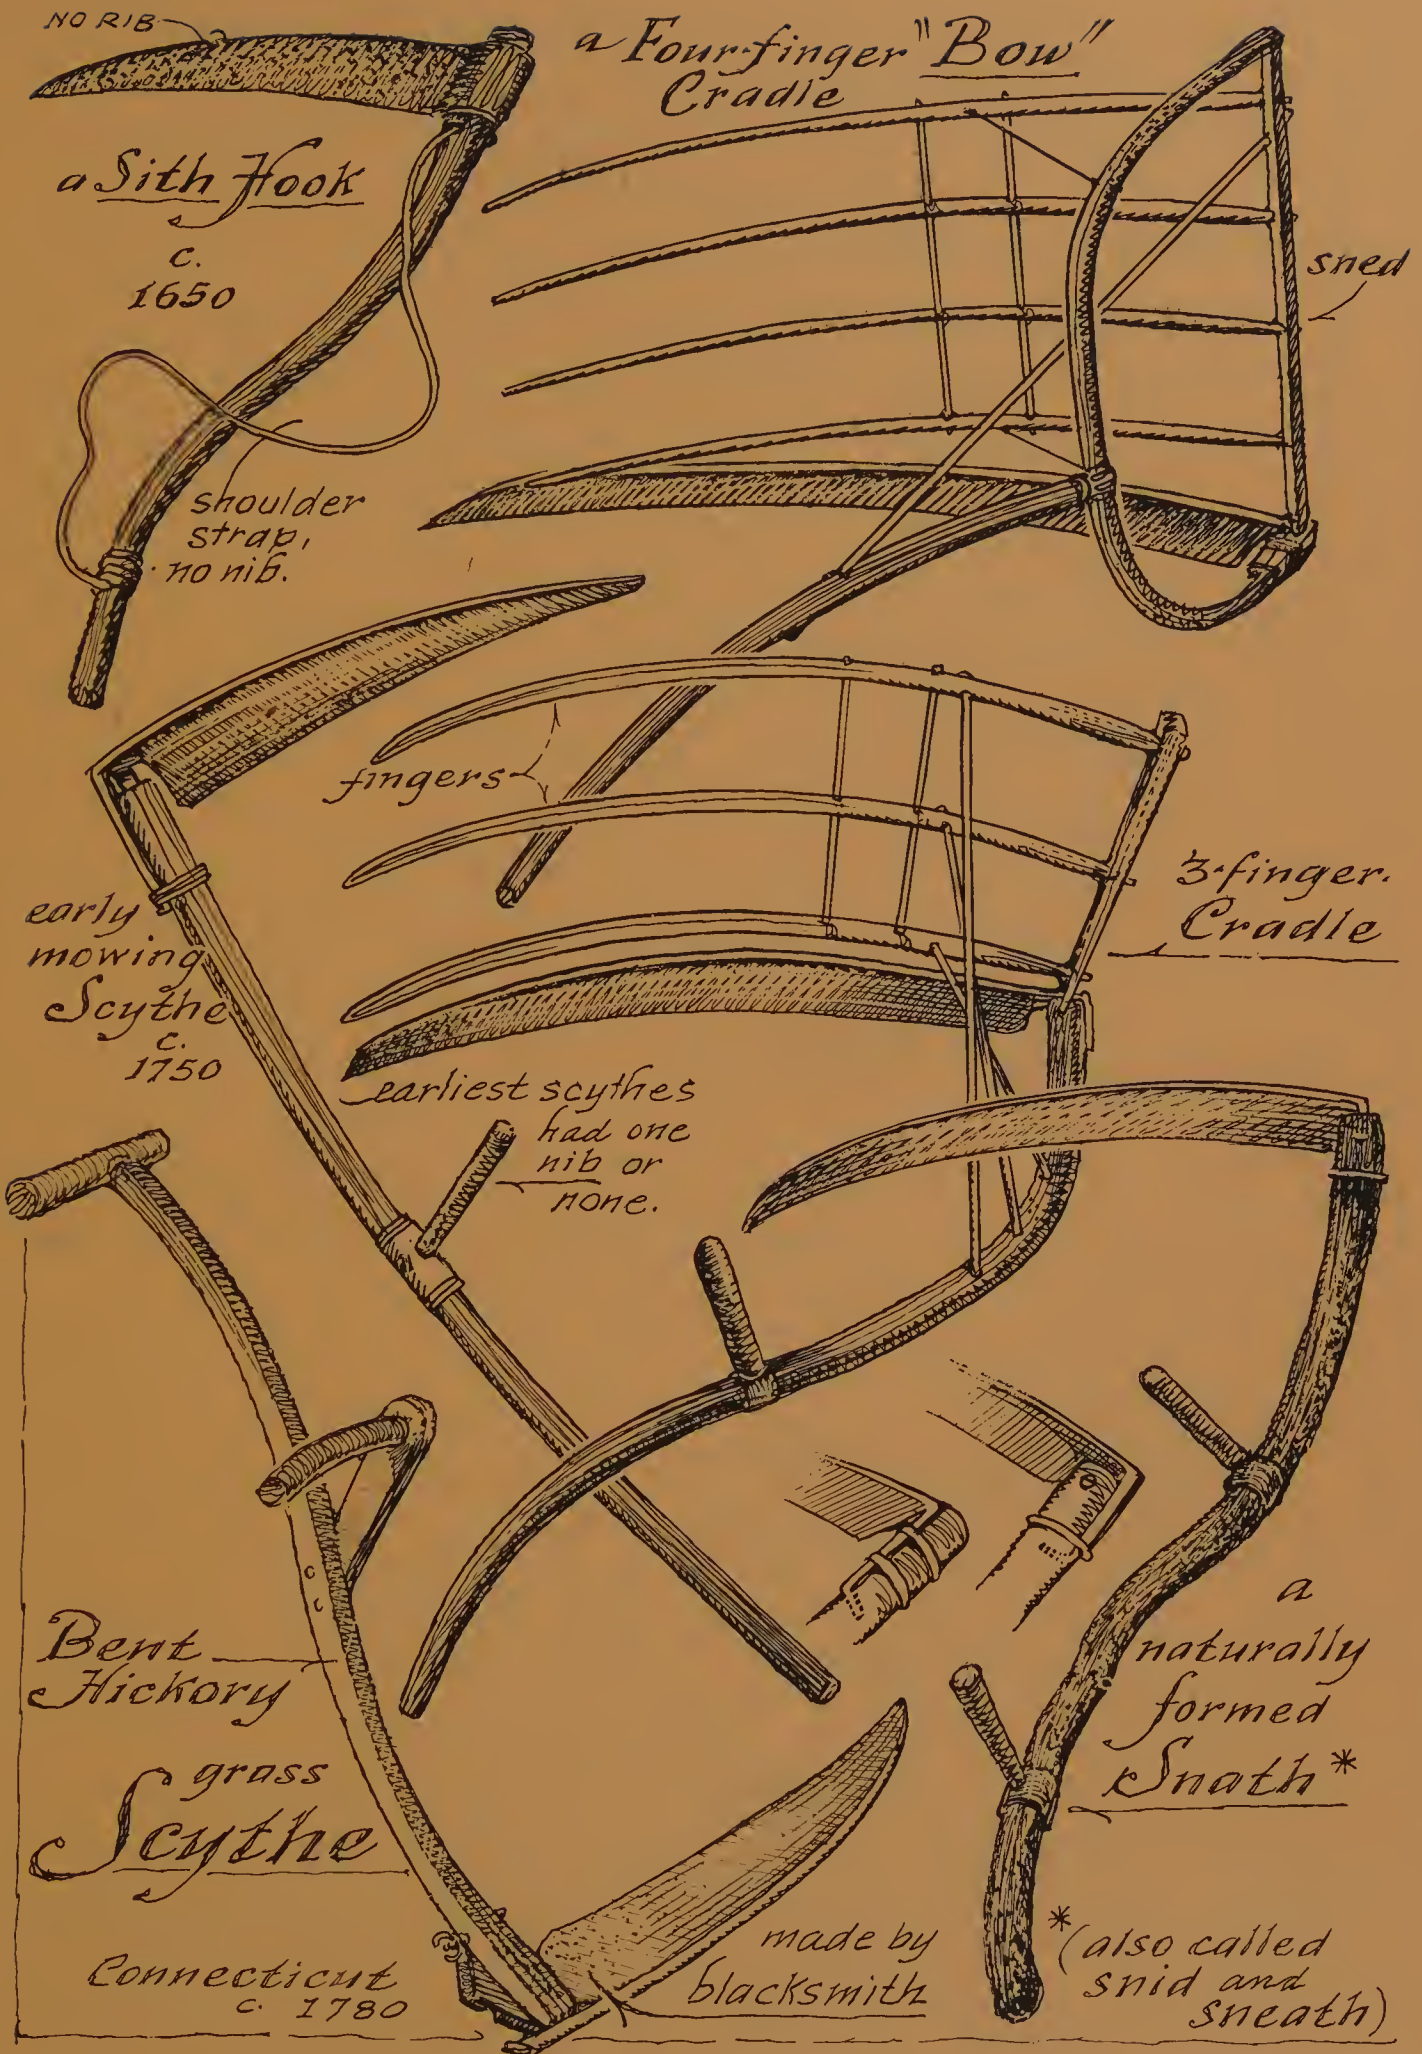 NO RIB
a Four-finger "Bow"
Cradle
a Sith Hook
c.
1650
sned
shoulder
strap,
no nib.
fingers
3-finger.
Cradle
early
mowing
Scythe
c.
1750
earliest scythes
had one
nib or
none.
Bent
Hickory
grass
Scythe
Connecticut
c. 1780
made by
blacksmith
a
naturally
formed
Snath*
*(also called
snid and
sneath)